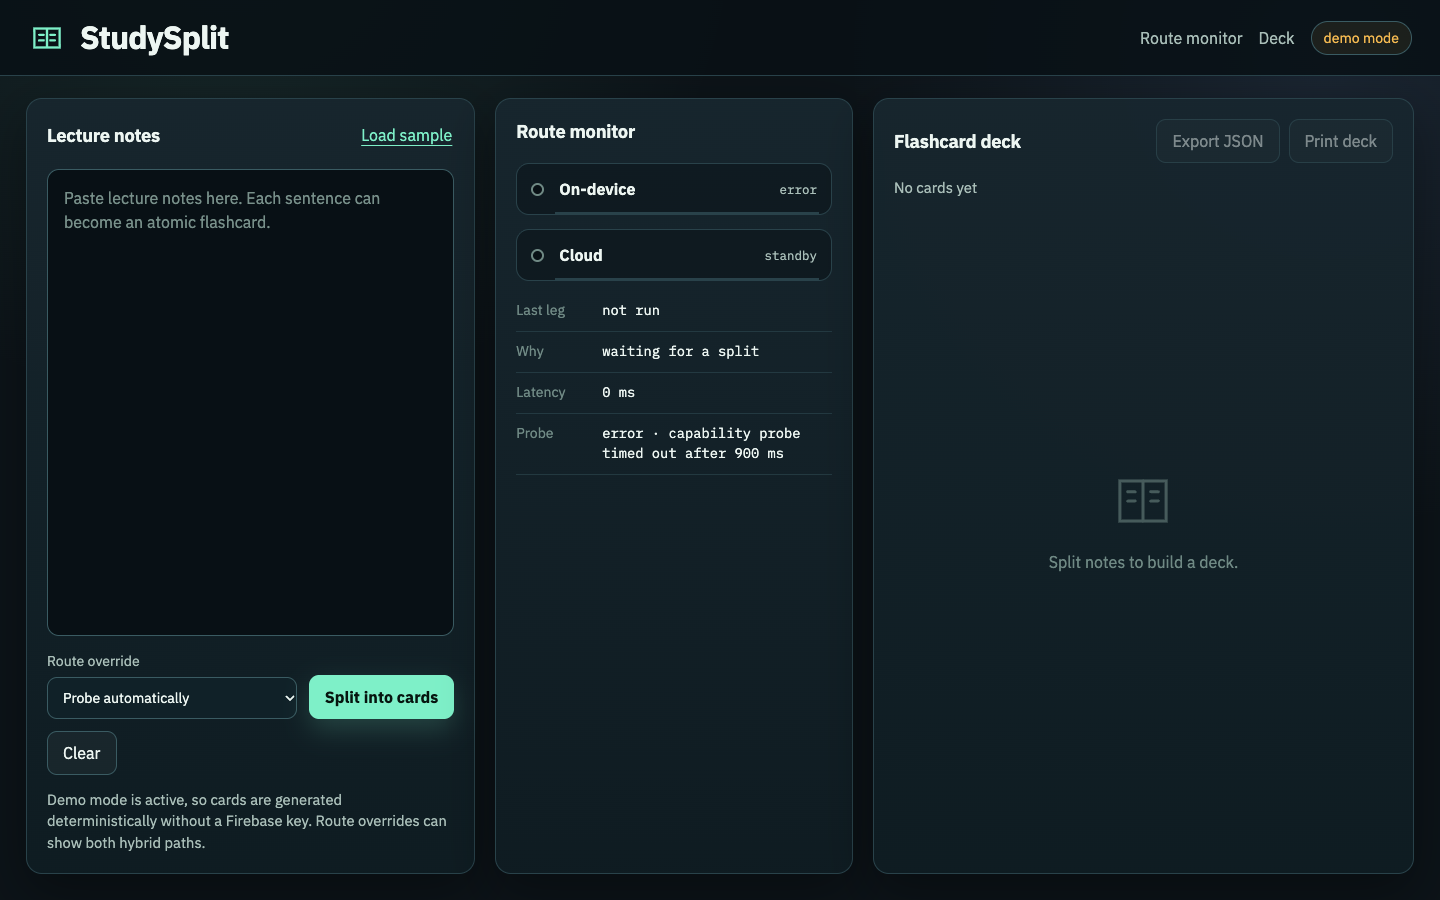 StudySplit
Route monitor
Deck
demo mode
Lecture notes
Load sample
Paste lecture notes here. Each sentence can
become an atomic flashcard.
Route override
Probe automatically
Split into cards
Clear
Demo mode is active, so cards are generated
deterministically without a Firebase key. Route overrides can
show both hybrid paths.
Route monitor
On-device
error
Cloud
standby
Last leg
not run
Why
waiting for a split
Latency
0 ms
Probe
error · capability probe
timed out after 900 ms
Flashcard deck
Export JSON
Print deck
No cards yet
Split notes to build a deck.